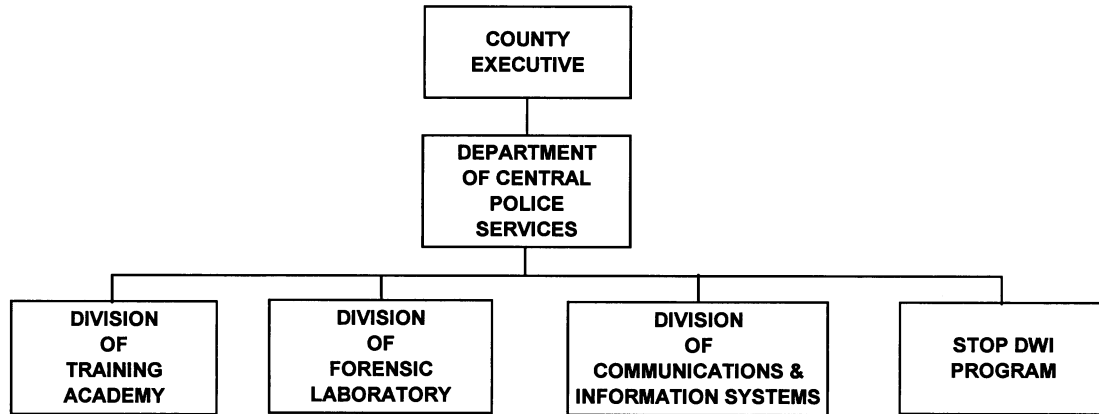 COUNTY
EXECUTIVE
DEPARTMENT
OF CENTRAL
POLICE
SERVICES
DIVISION
OF
TRAINING
ACADEMY
DIVISION
OF
FORENSIC
LABORATORY
DIVISION
OF
COMMUNICATIONS &
INFORMATION SYSTEMS
STOP DWI
PROGRAM